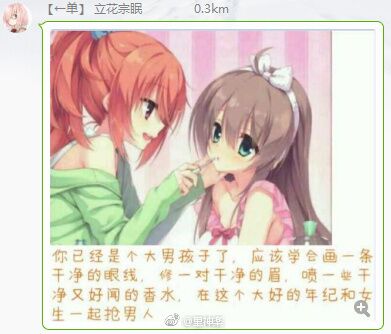 【←单】 立花宗眠 0.3km
你已经是个大男孩子了，应该学会画一条
干净的眼线，修一对干净的眉，喷一些干
净又好闻的香水，在这个大好的年纪和女
生一起抢男人